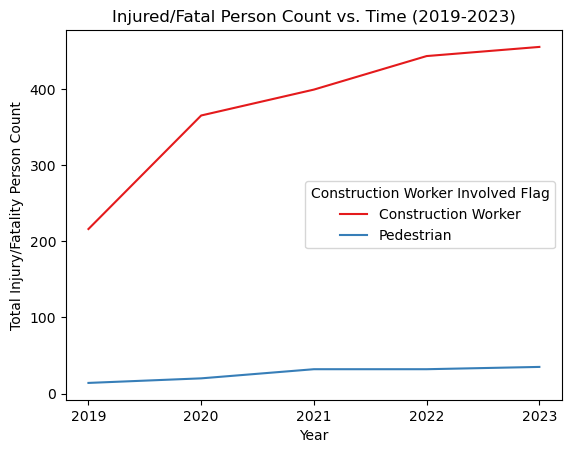 Injured/Fatal Person Count vs. Time (2019-2023)
Total Injury/Fatality Person Count
400
300
200
100
0
Construction Worker Involved Flag
Construction Worker
Pedestrian
2019 2020 2021 2022 2023
Year